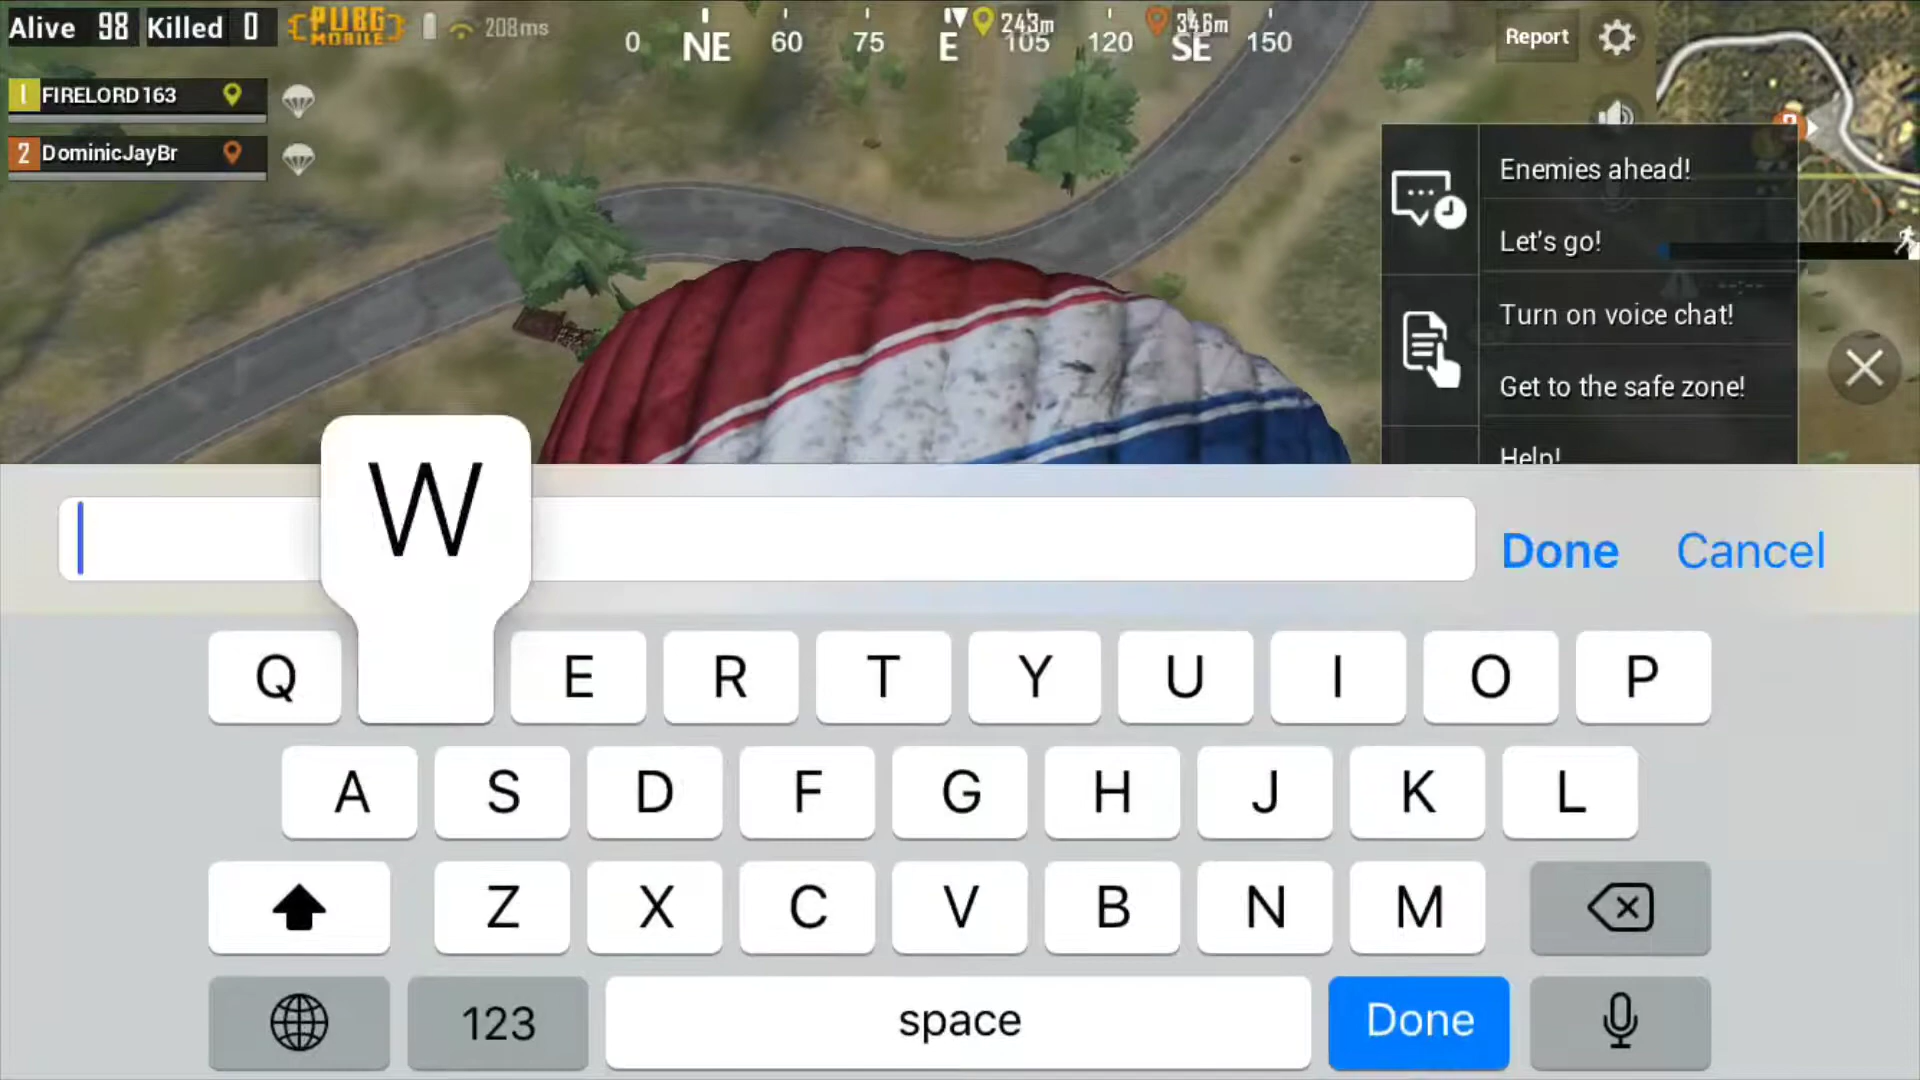 Alive 98 Killed 0 PUBG MOBILE 208ms
0 NE 60 75 E 105 120 SE 150
243m 346m
Report
1 FIRELORD163
2 DominicJayBr
Enemies ahead!
Let's go!
Turn on voice chat!
Get to the safe zone!
Help!
W
Done Cancel
Q E R T Y U I O P
A S D F G H J K L
Z X C V B N M
123 space Done